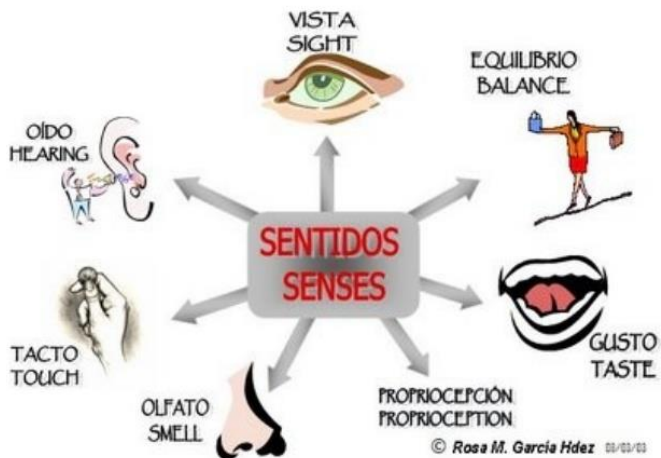 VISTA
SIGHT
EQUILIBRIO
BALANCE
OÍDO
HEARING
SENTIDOS
SENSES
TACTO
TOUCH
GUSTO
TASTE
OLFATO
SMELL
PROPRIOCEPCIÓN
PROPRIOCEPTION
© Rosa M. García Hdez